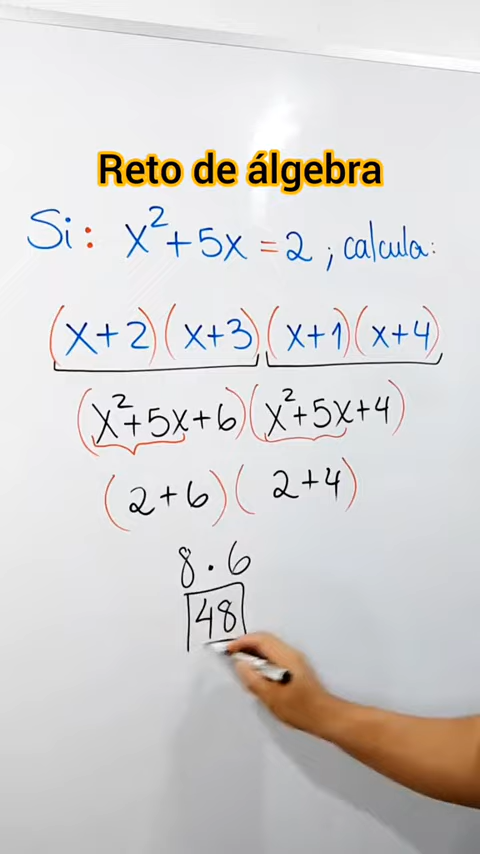 Reto de álgebra
Si: x²+5x=2; calcula:
(x+2)(x+3)(x+1)(x+4)
(x²+5x+6)(x²+5x+4)
(2+6)(2+4)
8·6
48